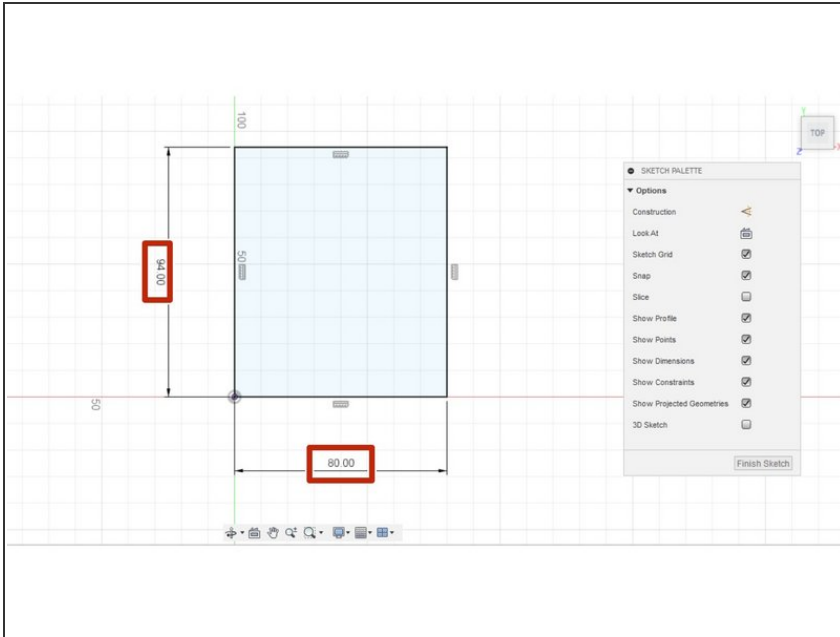 100
TOP
Y
X
Z
SKETCH PALETTE
Options
Construction
Look At
Sketch Grid
Snap
Slice
Show Profile
Show Points
Show Dimensions
Show Constraints
Show Projected Geometries
3D Sketch
Finish Sketch
50
94.00
50
80.00